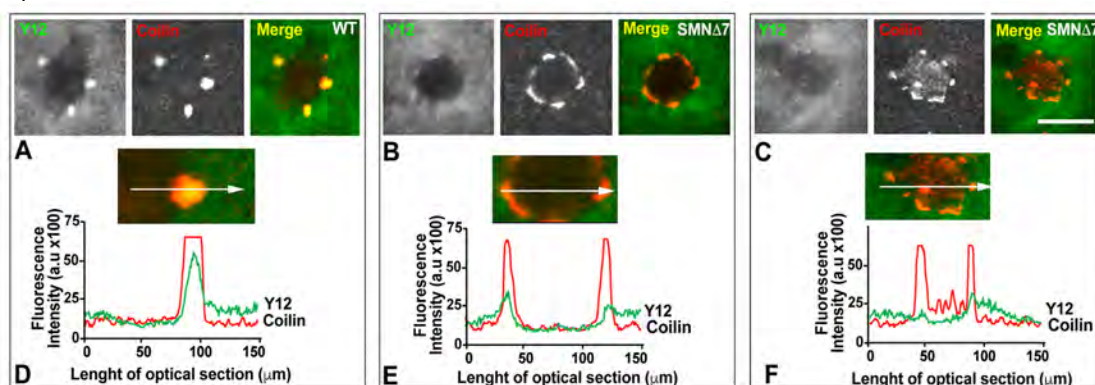 Y12 Coilin Merge WT
Y12 Coilin Merge SMNΔ7
Y12 Coilin Merge SMNΔ7
A
B
C
75
50
25
0
Fluorescence
Intensity (a.u x100)
Y12
Coilin
0 50 100 150
D
Lenght of optical section (μm)
75
50
25
0
Fluorescence
Intensity (a.u x100)
Y12
Coilin
0 50 100 150
E
Lenght of optical section (μm)
75
50
25
0
Fluorescence
Intensity (a.u x100)
Y12
Coilin
0 50 100 150
F
Lenght of optical section (μm)